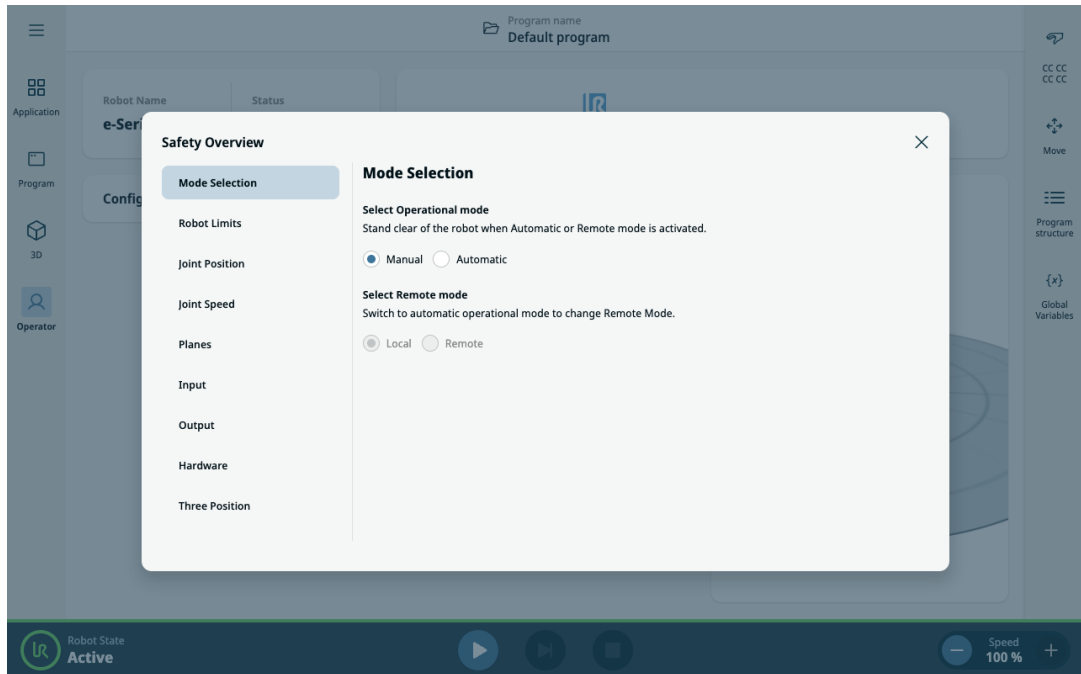 Program name
Default program
Application
Program
3D
Operator
Robot Name
Status
e-Seri
Config
CC CC
CC CC
Move
Program
structure
Global
Variables
Safety Overview
Mode Selection
Robot Limits
Joint Position
Joint Speed
Planes
Input
Output
Hardware
Three Position
Mode Selection
Select Operational mode
Stand clear of the robot when Automatic or Remote mode is activated.
Manual Automatic
Select Remote mode
Switch to automatic operational mode to change Remote Mode.
Local Remote
Robot State
Active
Speed
100 %